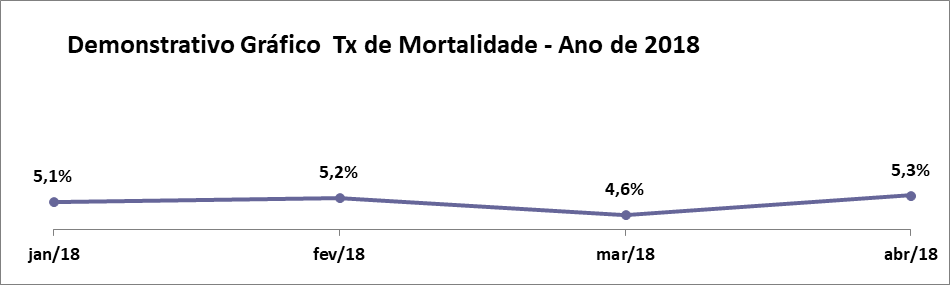 Demonstrativo Gráfico  Tx de Mortalidade - Ano de 2018
5,1%
5,2%
4,6%
5,3%
jan/18
fev/18
mar/18
abr/18